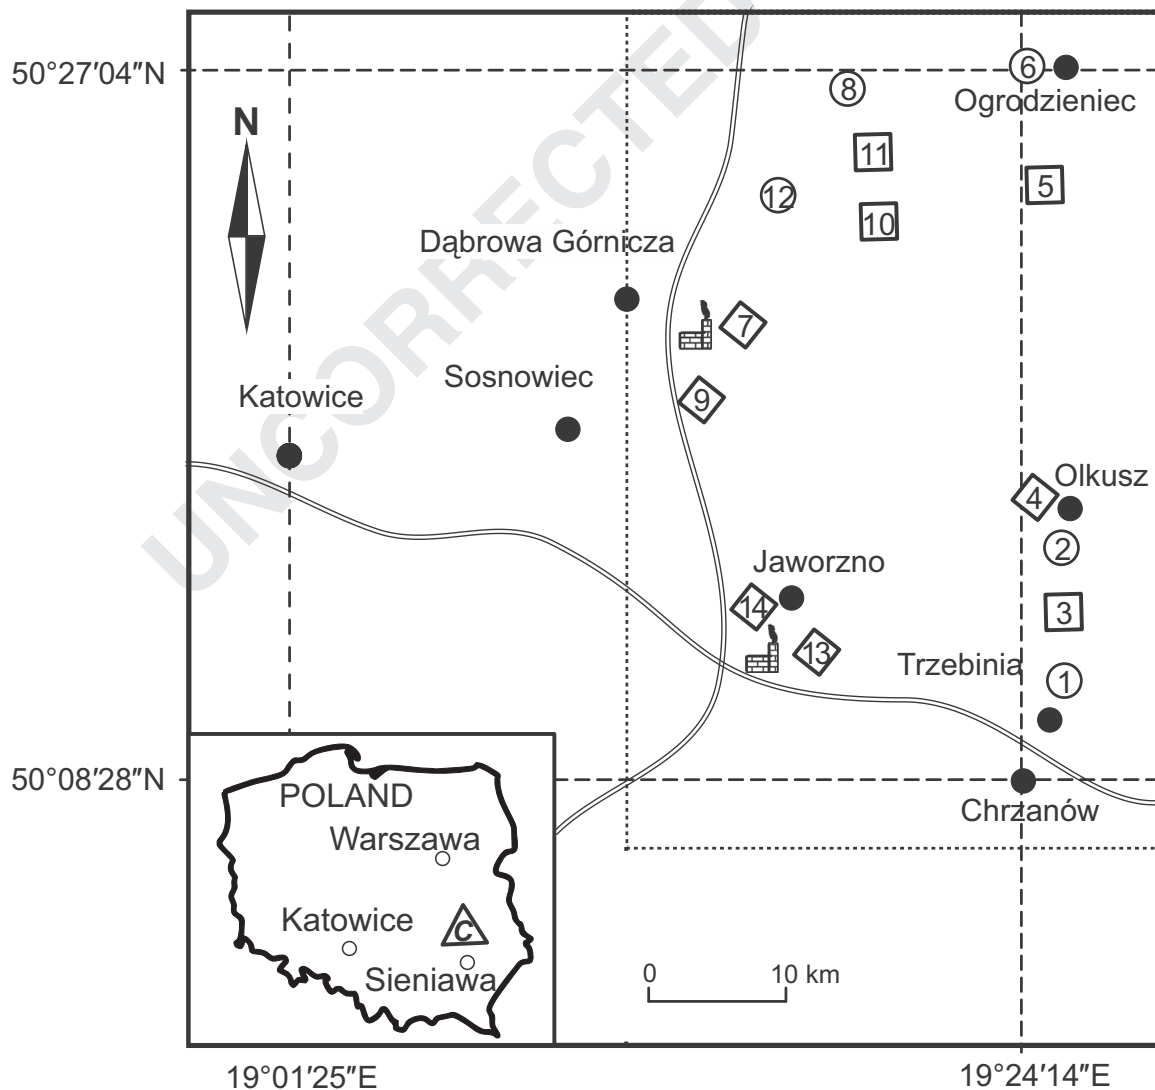 UNCORRECTED
50°27′04″N
N
6
Ogrodzieniec
8
11
5
12
10
Dąbrowa Górnicza
7
Sosnowiec
Katowice
9
Olkusz
4
2
Jaworzno
14
3
13
Trzebinia
1
50°08′28″N
Chrzanów
POLAND
Warszawa
Katowice
C
Sieniawa
0 10 km
19°01′25″E
19°24′14″E